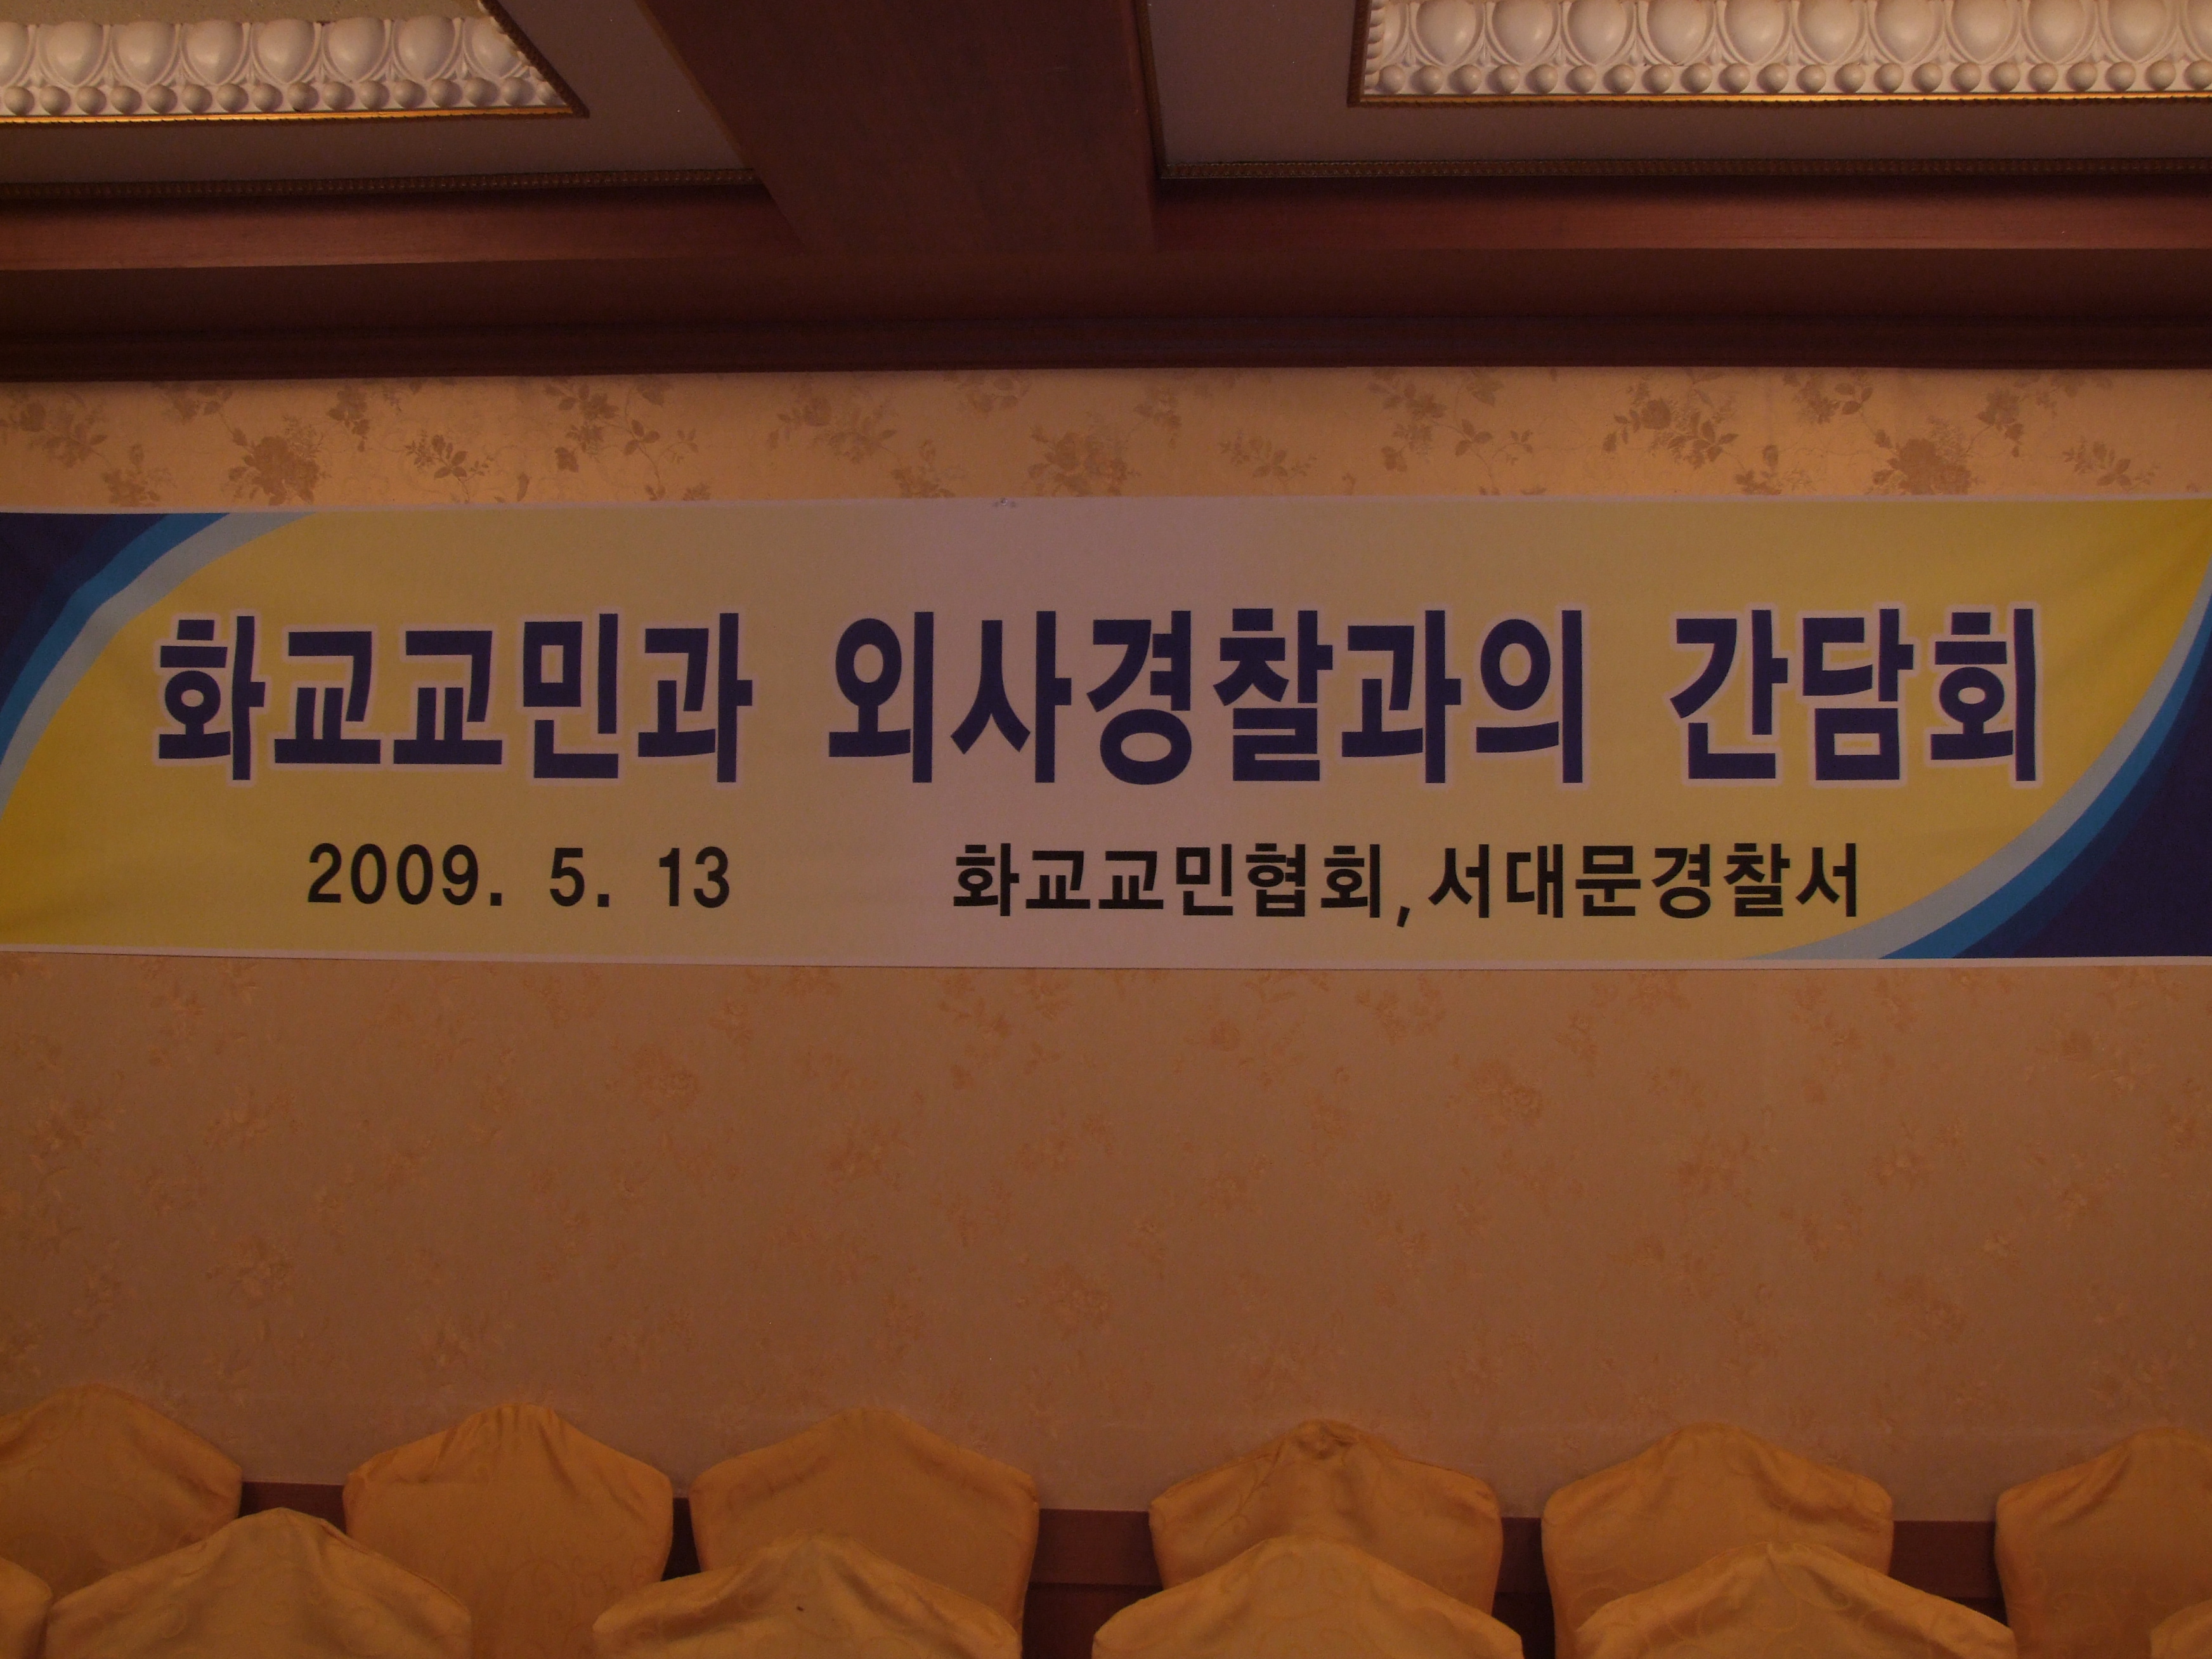 화교교민과 외사경찰과의 간담회
2009. 5. 13 화교교민협회, 서대문경찰서